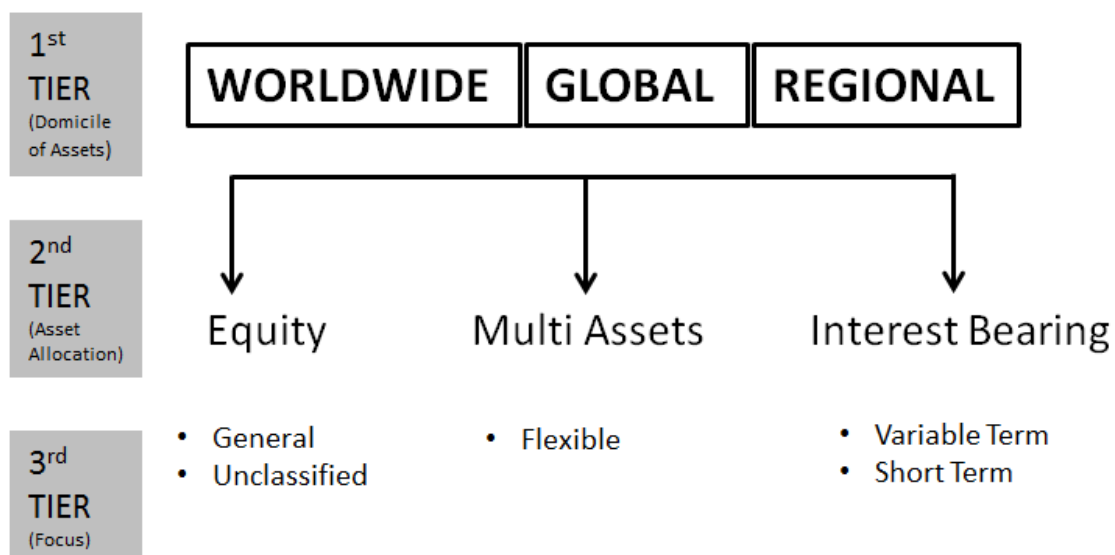 1st
TIER
(Domicile
of Assets)
WORLDWIDE
GLOBAL
REGIONAL
2nd
TIER
(Asset
Allocation)
Equity
Multi Assets
Interest Bearing
3rd
TIER
(Focus)
• General
• Unclassified
• Flexible
• Variable Term
• Short Term